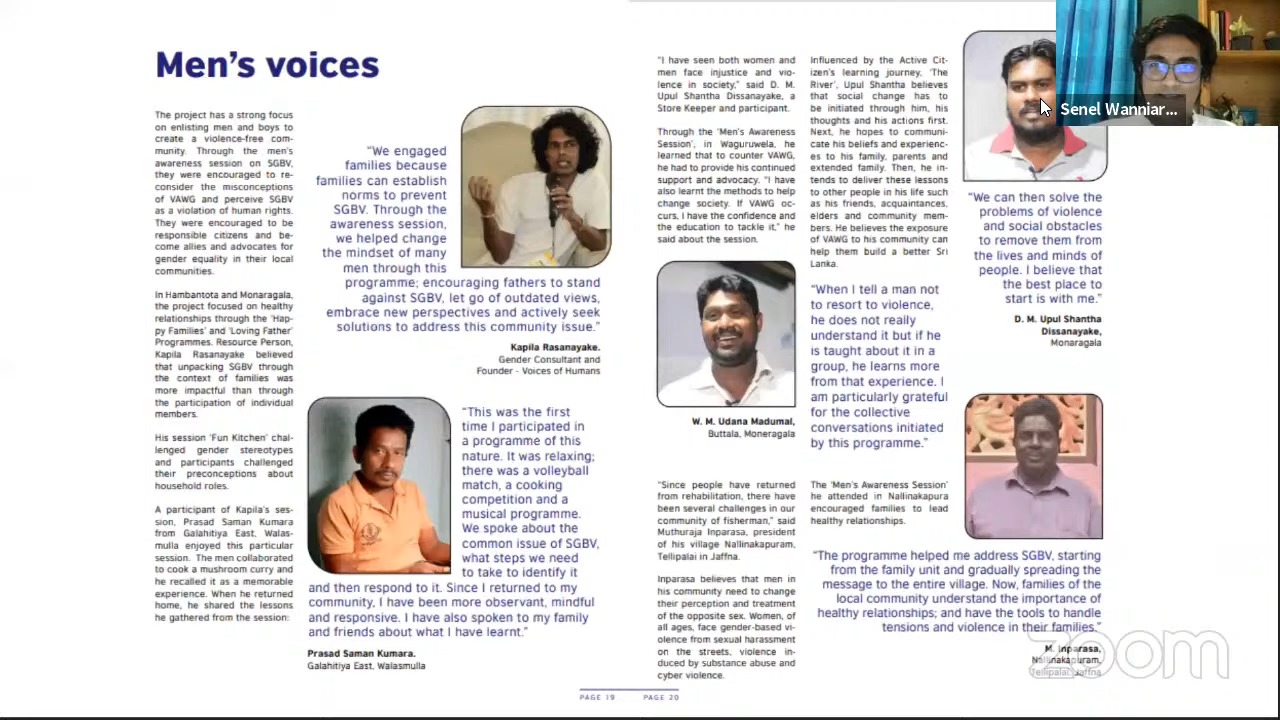 Men's voices
The project has a strong focus
on enlisting men and boys to
create a violence-free com-
munity. Through the men's
awareness session on SGBV,
they were encouraged to re-
consider the misconceptions
of VAWG and perceive SGBV
as a violation of human rights.
They were encouraged to be
responsible citizens and be-
come allies and advocates for
gender equality in their local
communities.
In Hambantota and Monaragala,
the project focused on healthy
relationships through the 'Hap-
py Families' and 'Loving Father'
Programmes. Resource Person,
Kapila Rasanayake believed
that unpacking SGBV through
the context of families was
more impactful than through
the participation of individual
members.
His session 'Fun Kitchen' chal-
lenged gender stereotypes
and participants challenged
their preconceptions about
household roles.
A participant of Kapila's ses-
sion, Prasad Saman Kumara
from Galahitiya East, Walas-
mulla enjoyed this particular
session. The men collaborated
to cook a mushroom curry and
he recalled it as a memorable
experience. When he returned
home, he shared the lessons
he gathered from the session:
"We engaged
families because
families can establish
norms to prevent
SGBV. Through the
awareness session,
we helped change
the mindset of many
men through this
programme; encouraging fathers to stand
against SGBV, let go of outdated views,
embrace new perspectives and actively seek
solutions to address this community issue."
Kapila Rasanayake.
Gender Consultant and
Founder - Voices of Humans
"This was the first
time I participated in
a programme of this
nature. It was relaxing;
there was a volleyball
match, a cooking
competition and a
musical programme.
We spoke about the
common issue of SGBV,
what steps we need
to take to identify it
and then respond to it. Since I returned to my
community, I have been more observant, mindful
and responsive. I have also spoken to my family
and friends about what I have learnt."
Prasad Saman Kumara.
Galahitiya East, Walasmulla
PAGE 19
"I have seen both women and
men face injustice and vio-
lence in society," said D. M.
Upul Shantha Dissanayake, a
Store Keeper and participant.
Through the 'Men's Awareness
Session', in Waguruwela, he
learned that to counter VAWG,
he had to provide his continued
support and advocacy. "I have
also learnt the methods to help
change society. If VAWG oc-
curs, I have the confidence and
the education to tackle it," he
said about the session.
W. M. Udana Madumal,
Buttala, Moneragala
"Since people have returned
from rehabilitation, there have
been several challenges in our
community of fisherman," said
Muthuraja Inparasa, president
of his village Nallinakapuram,
Tellipalai in Jaffna.
Inparasa believes that men in
his community need to change
their perception and treatment
of the opposite sex. Women, of
all ages, face gender-based vi-
olence from sexual harassment
on the streets, violence in-
duced by substance abuse and
cyber violence.
Influenced by the Active Cit-
izen's learning journey, 'The
River', Upul Shantha believes
that social change has to
be initiated through him, his
thoughts and his actions first.
Next, he hopes to communi-
cate his beliefs and experienc-
es to his family, parents and
extended family. Then, he in-
tends to deliver these lessons
to other people in his life such
as his friends, acquaintances,
elders and community mem-
bers. He believes the exposure
of VAWG to his community can
help them build a better Sri
Lanka.
"When I tell a man not
to resort to violence,
he does not really
understand it but if he
is taught about it in a
group, he learns more
from that experience. I
am particularly grateful
for the collective
conversations initiated
by this programme."
The 'Men's Awareness Session'
he attended in Nallinakapura
encouraged families to lead
healthy relationships.
"We can then solve the
problems of violence
and social obstacles
to remove them from
the lives and minds of
people. I believe that
the best place to
start is with me."
D. M. Upul Shantha
Dissanayake,
Monaragala
"The programme helped me address SGBV, starting
from the family unit and gradually spreading the
message to the entire village. Now, families of the
local community understand the importance of
healthy relationships; and have the tools to handle
tensions and violence in their families."
M. Inparasa,
Nallinakapuram,
Tellipalai, Jaffna
PAGE 20
Senel Wanniar...
zoom